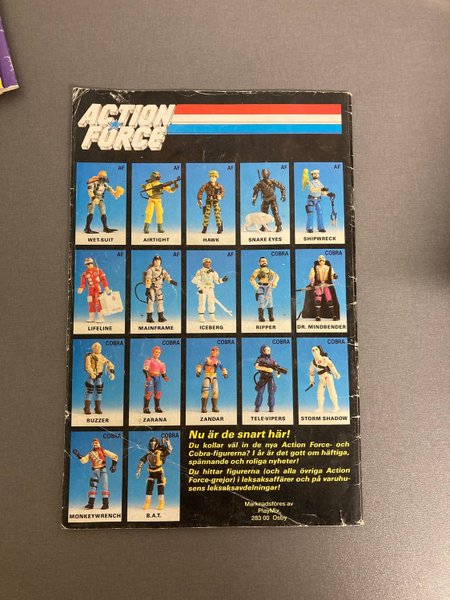 ACTION
FORCE
AF
AF
AF
AF
AF
WET-SUIT
AIRTIGHT
HAWK
SNAKE EYES
SHIPWRECK
AF
AF
AF
COBRA
COBRA
LIFELINE
MAINFRAME
ICEBERG
RIPPER
DR. MINDBENDER
COBRA
COBRA
COBRA
COBRA
COBRA
BUZZER
ZARANA
ZANDAR
TELE-VIPERS
STORM SHADOW
COBRA
COBRA
MONKEYWRENCH
B.A.T.
Nu är de snart här!
Du kollar väl in de nya Action Force- och
Cobra-figurerna? I år är det gott om häftiga,
spännande och roliga nyheter!
Du hittar figurerna (och alla övriga Action
Force-grejor) i leksaksaffärer och på varuhu-
sens leksaksavdelningar!
Marknadsföres av
PlayMix
283 00 Osby